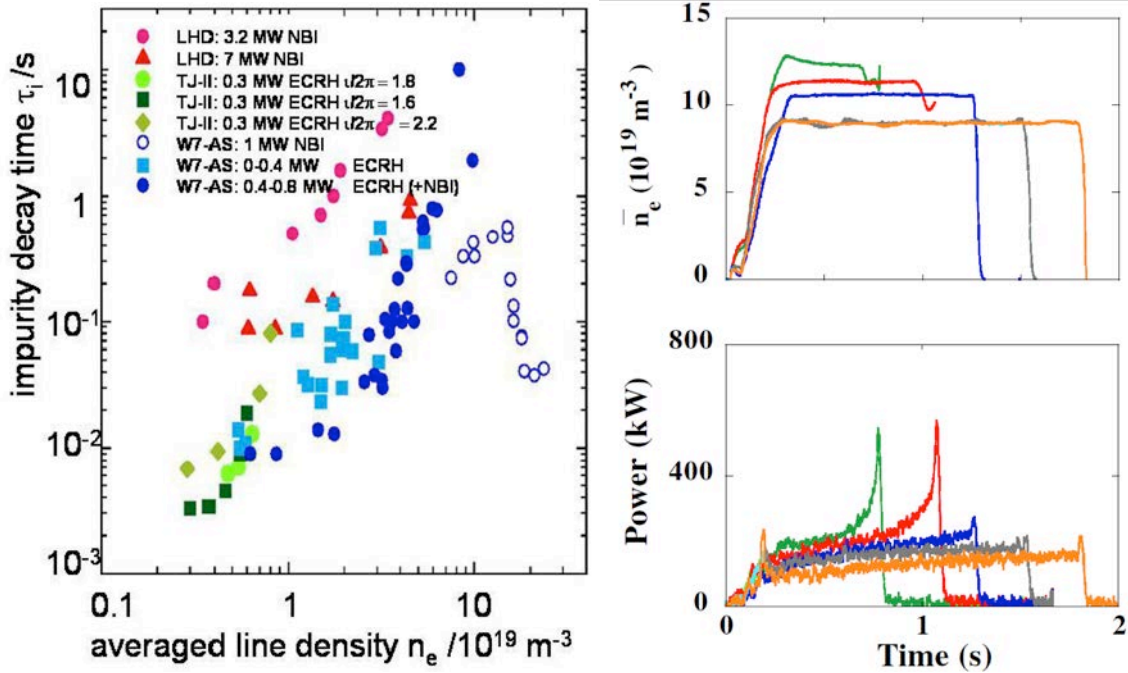 LHD: 3.2 MW NBI
LHD: 7 MW NBI
TJ-II: 0.3 MW ECRH ι/2π = 1.8
TJ-II: 0.3 MW ECRH ι/2π = 1.6
TJ-II: 0.3 MW ECRH ι/2π = 2.2
W7-AS: 1 MW NBI
W7-AS: 0-0.4 MW ECRH
W7-AS: 0.4-0.8 MW ECRH (+NBI)
impurity decay time τi /s
10
1
10-1
10-2
10-3
0.1 1 10
averaged line density ne /10^19 m-3
n̄e (10^19 m-3)
15
10
5
0
Power (kW)
800
400
0
0 1 2
Time (s)